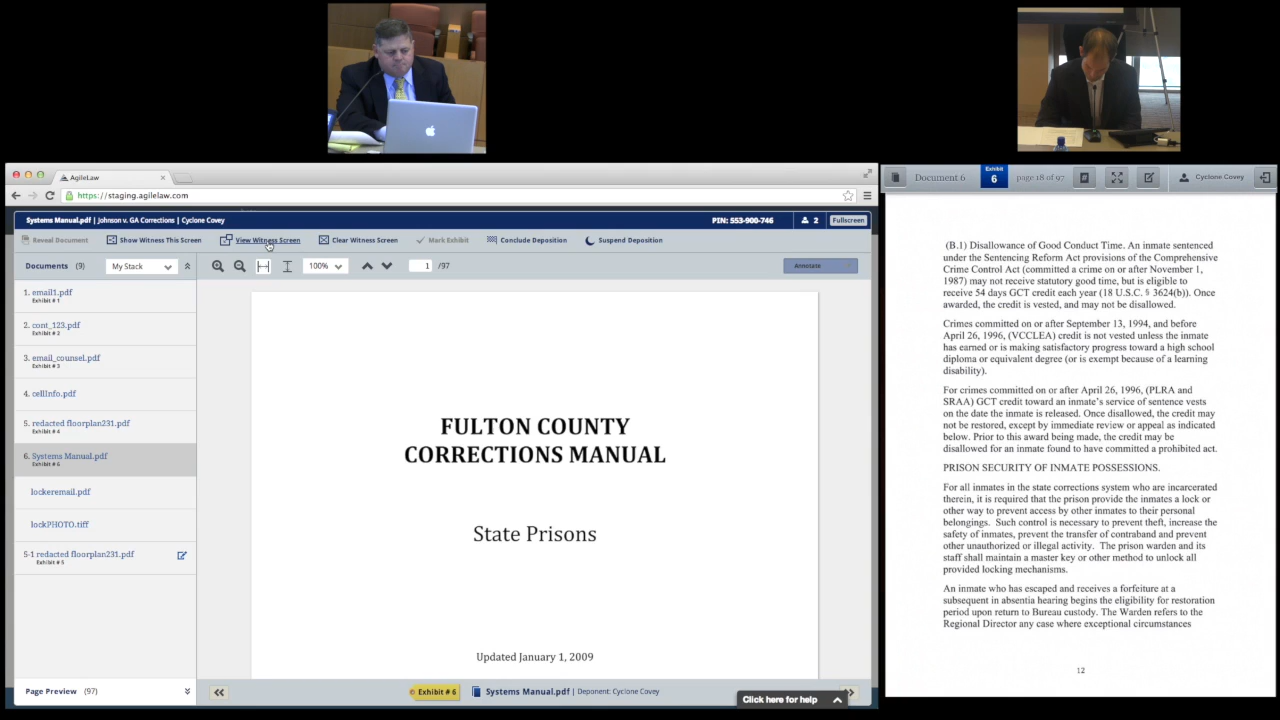 AgileLaw
https://staging.agilelaw.com
Systems Manual.pdf | Johnson v. GA Corrections | Cyclone Covey
PIN: 553-900-746
2
Fullscreen
Reveal Document
Show Witness This Screen
View Witness Screen
Clear Witness Screen
Mark Exhibit
Conclude Deposition
Suspend Deposition
Documents (9)
My Stack
100%
1 /97
Annotate
1. email1.pdf
Exhibit # 1
2. cont_123.pdf
Exhibit # 2
3. email_counsel.pdf
Exhibit # 3
4. cellInfo.pdf
5. redacted floorplan231.pdf
Exhibit # 4
6. Systems Manual.pdf
Exhibit # 6
lockeremail.pdf
lockPHOTO.tiff
5-1 redacted floorplan231.pdf
Exhibit # 5
Page Preview (97)
FULTON COUNTY
CORRECTIONS MANUAL
State Prisons
Updated January 1, 2009
Exhibit # 6
Systems Manual.pdf | Deponent: Cyclone Covey
Click here for help
Document 6
Exhibit
6
page 18 of 97
Cyclone Covey
(B.1) Disallowance of Good Conduct Time. An inmate sentenced
under the Sentencing Reform Act provisions of the Comprehensive
Crime Control Act (committed a crime on or after November 1,
1987) may not receive statutory good time, but is eligible to
receive 54 days GCT credit each year (18 U.S.C. § 3624(b)). Once
awarded, the credit is vested, and may not be disallowed.
Crimes committed on or after September 13, 1994, and before
April 26, 1996, (VCCLEA) credit is not vested unless the inmate
has earned or is making satisfactory progress toward a high school
diploma or equivalent degree (or is exempt because of a learning
disability).
For crimes committed on or after April 26, 1996, (PLRA and
SRAA) GCT credit toward an inmate's service of sentence vests
on the date the inmate is released. Once disallowed, the credit may
not be restored, except by immediate review or appeal as indicated
below. Prior to this award being made, the credit may be
disallowed for an inmate found to have committed a prohibited act.
PRISON SECURITY OF INMATE POSSESSIONS.
For all inmates in the state corrections system who are incarcerated
therein, it is required that the prison provide the inmates a lock or
other way to prevent access by other inmates to their personal
belongings. Such control is necessary to prevent theft, increase the
safety of inmates, prevent the transfer of contraband and prevent
other unauthorized or illegal activity. The prison warden and its
staff shall maintain a master key or other method to unlock all
provided locking mechanisms.
An inmate who has escaped and receives a forfeiture at a
subsequent in absentia hearing begins the eligibility for restoration
period upon return to Bureau custody. The Warden refers to the
Regional Director any case where exceptional circumstances
12